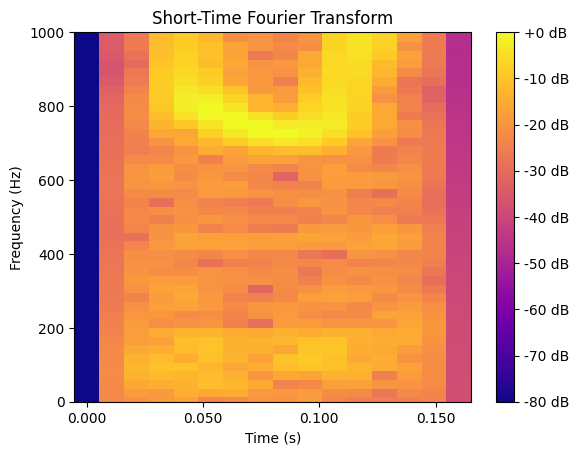 Short-Time Fourier Transform
1000
800
600
400
200
0
Frequency (Hz)
0.000
0.050
0.100
0.150
Time (s)
+0 dB
-10 dB
-20 dB
-30 dB
-40 dB
-50 dB
-60 dB
-70 dB
-80 dB